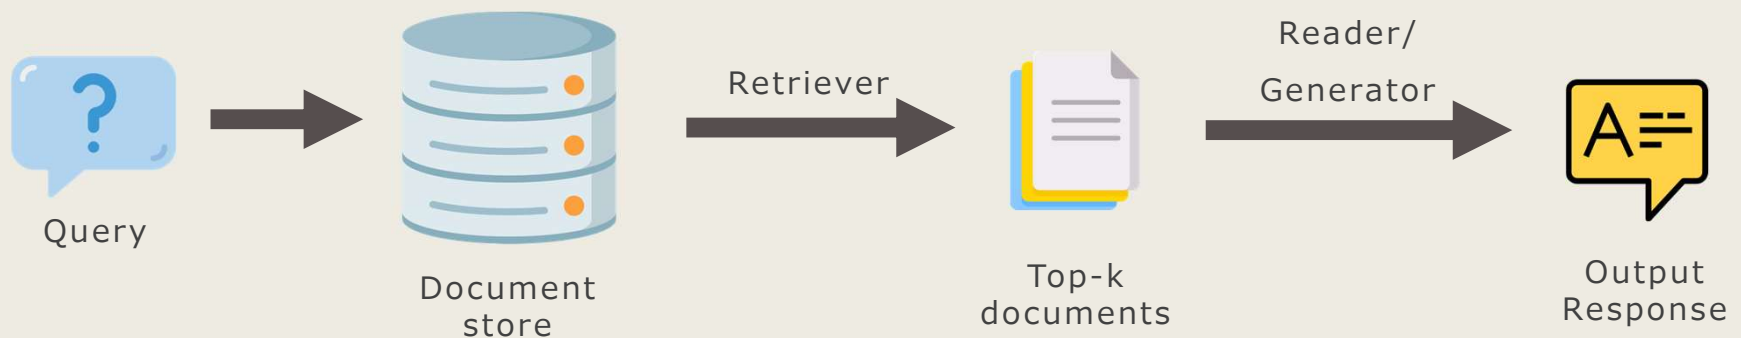 Query
Document
store
Retriever
Top-k
documents
Reader/
Generator
A
Output
Response